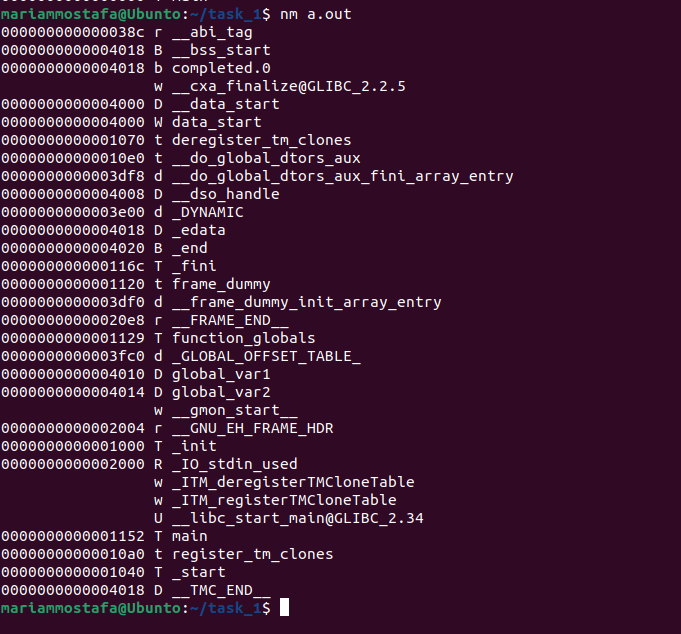 mariammostafa@Ubunto:~/task_1$ nm a.out
000000000000038c r __abi_tag
0000000000004018 B __bss_start
0000000000004018 b completed.0
                 w __cxa_finalize@GLIBC_2.2.5
0000000000004000 D __data_start
0000000000004000 W data_start
0000000000001070 t deregister_tm_clones
00000000000010e0 t __do_global_dtors_aux
0000000000003df8 d __do_global_dtors_aux_fini_array_entry
0000000000004008 D __dso_handle
0000000000003e00 d _DYNAMIC
0000000000004018 D _edata
0000000000004020 B _end
000000000000116c T _fini
0000000000001120 t frame_dummy
0000000000003df0 d __frame_dummy_init_array_entry
00000000000020e8 r __FRAME_END__
0000000000001129 T function_globals
0000000000003fc0 d _GLOBAL_OFFSET_TABLE_
0000000000004010 D global_var1
0000000000004014 D global_var2
                 w __gmon_start__
0000000000002004 r __GNU_EH_FRAME_HDR
0000000000001000 T _init
0000000000002000 R _IO_stdin_used
                 w _ITM_deregisterTMCloneTable
                 w _ITM_registerTMCloneTable
                 U __libc_start_main@GLIBC_2.34
0000000000001152 T main
00000000000010a0 t register_tm_clones
0000000000001040 T _start
0000000000004018 D __TMC_END__
mariammostafa@Ubunto:~/task_1$